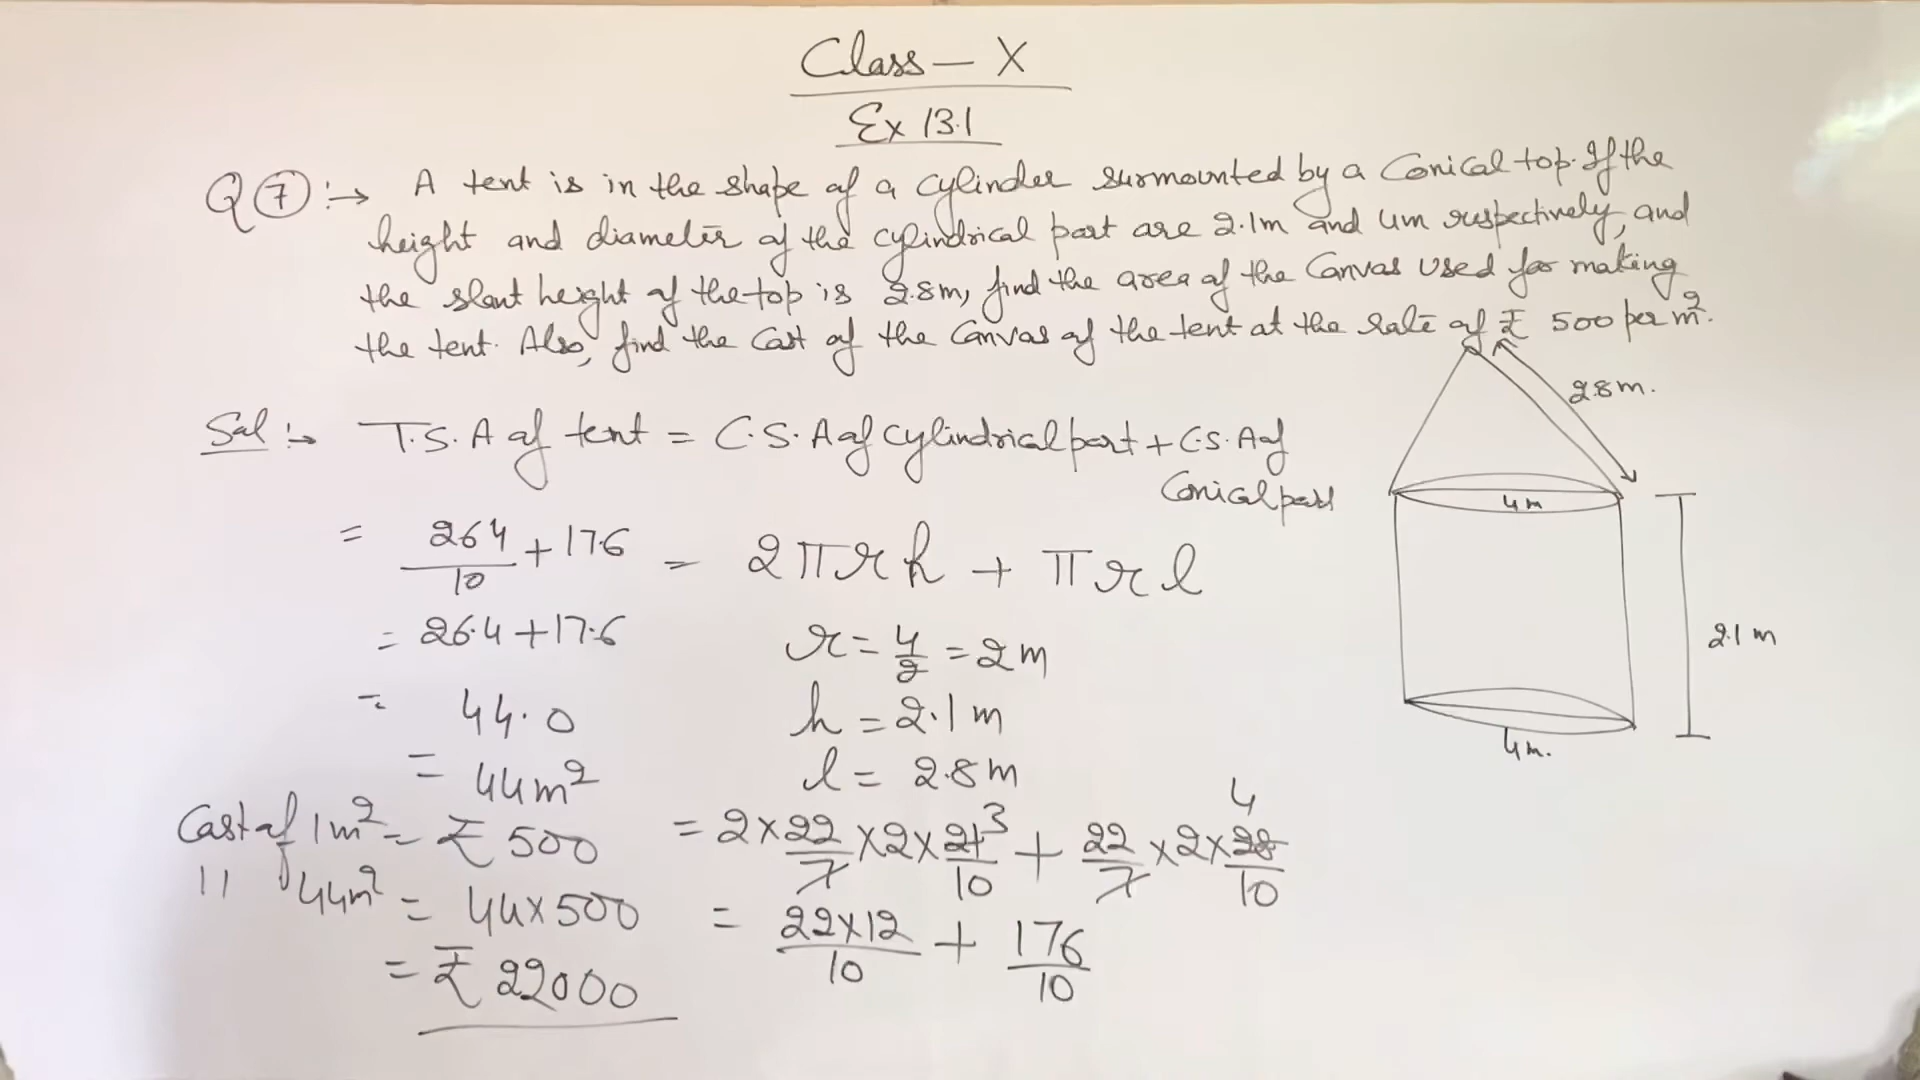 Class – X
Ex 13.1
Q 7 :→ A tent is in the shape of a cylinder surmounted by a Conical top. If the
height and diameter of the cylindrical part are 2.1m and 4m respectively, and
the slant height of the top is 2.8m, find the area of the Canvas used for making
the tent. Also, find the Cost of the Canvas of the tent at the rate of ₹ 500 per m².
2.8m.
Sol :→ T.S.A of tent = C.S.A of cylindrical part + C.S.A of
Conical part
4m
= 264/10 + 17.6
= 2πrh + πrl
= 26.4 + 17.6
r = 4/2 = 2m
2.1 m
= 44.0
h = 2.1 m
4m.
= 44m²
l = 2.8m
Cost of 1m² = ₹ 500
= 2 × 22/7 × 2 × 21/10 3 + 22/7 × 2 × 28/10 4
" 44m² = 44×500
= 22×12/10 + 176/10
= ₹ 22000